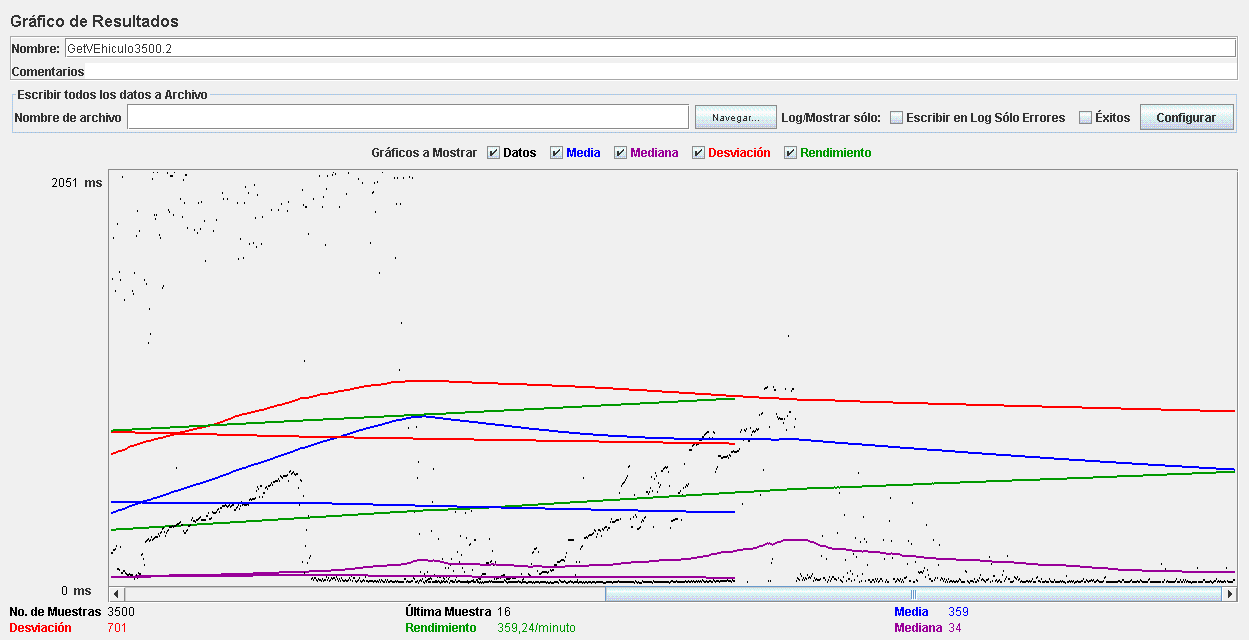 Gráfico de Resultados
Nombre: GetVEhiculo3500.2
Comentarios
Escribir todos los datos a Archivo
Nombre de archivo Navegar... Log/Mostrar sólo: Escribir en Log Sólo Errores Éxitos Configurar
Gráficos a Mostrar Datos Media Mediana Desviación Rendimiento
2051 ms
0 ms
No. de Muestras 3500 Última Muestra 16 Media 359
Desviación 701 Rendimiento 359,24/minuto Mediana 34